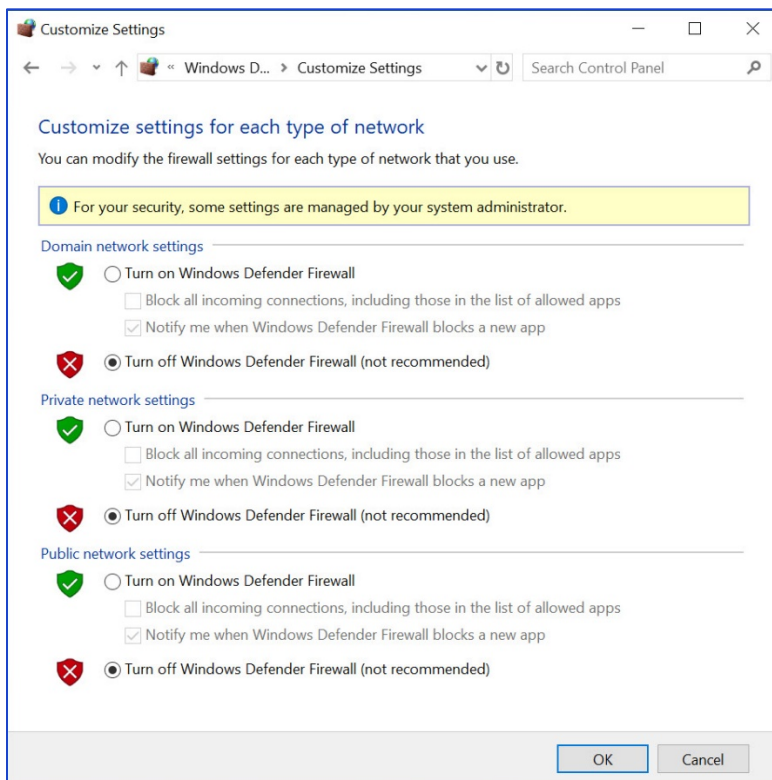 Customize Settings
« Windows D... > Customize Settings Search Control Panel
Customize settings for each type of network
You can modify the firewall settings for each type of network that you use.
For your security, some settings are managed by your system administrator.
Domain network settings
Turn on Windows Defender Firewall
Block all incoming connections, including those in the list of allowed apps
Notify me when Windows Defender Firewall blocks a new app
Turn off Windows Defender Firewall (not recommended)
Private network settings
Turn on Windows Defender Firewall
Block all incoming connections, including those in the list of allowed apps
Notify me when Windows Defender Firewall blocks a new app
Turn off Windows Defender Firewall (not recommended)
Public network settings
Turn on Windows Defender Firewall
Block all incoming connections, including those in the list of allowed apps
Notify me when Windows Defender Firewall blocks a new app
Turn off Windows Defender Firewall (not recommended)
OK Cancel